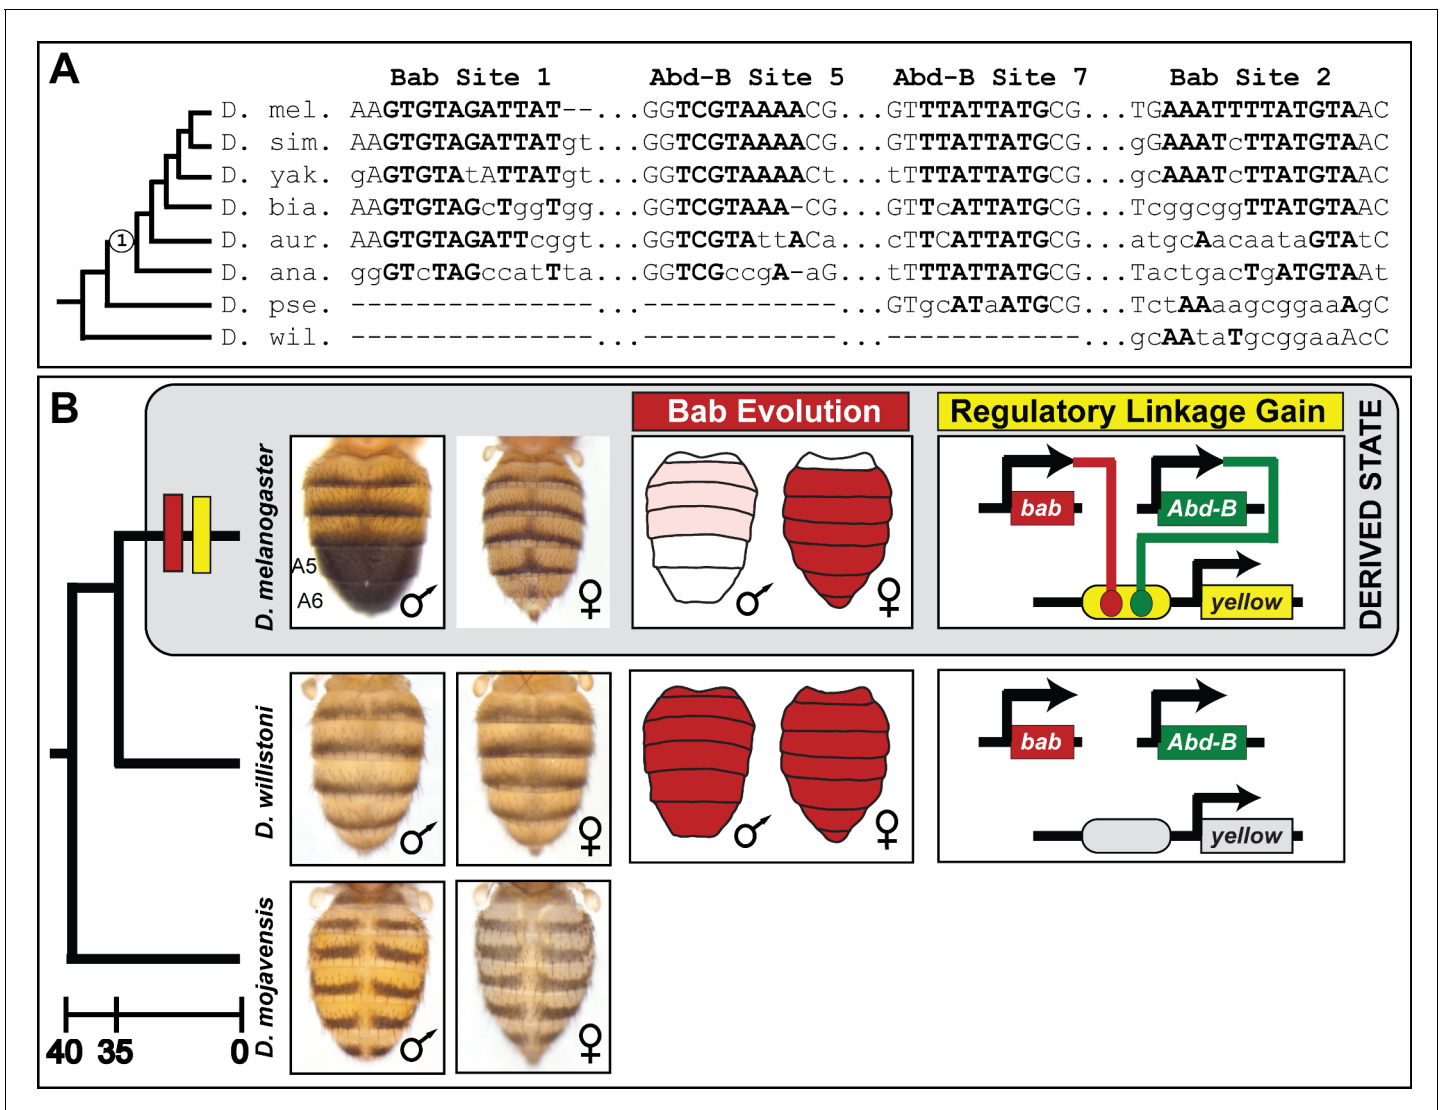 A
Bab Site 1 Abd-B Site 5 Abd-B Site 7 Bab Site 2
D. mel. AAGTGTAGATTAT--...GGTCGTAAAACG...GTTTATTATGCG...TGAAATTTTATGTAAC
D. sim. AAGTGTAGATTATgt...GGTCGTAAAACG...GTTTATTATGCG...gGAAATcTTATGTAAC
D. yak. gAGTGTAtATTATgt...GGTCGTAAAACt...tTTTATTATGCG...gcAAATcTTATGTAAC
D. bia. AAGTGTAGcTggTgg...GGTCGTAAA-CG...GTTcATTATGCG...TcggcggTTATGTAAC
D. aur. AAGTGTAGATTcggt...GGTCGTAttACa...cTTCATTATGCG...atgcAacaataGTAtC
D. ana. ggGTcTAGccatTta...GGTCGccgA-aG...tTTTATTATGCG...TactgacTgATGTAAt
D. pse. ---------------...------------...GTgcATaATGCG...TctAAaagcggaaAgC
D. wil. ---------------...------------...------------...gcAAtaTgcggaaAcC
1
B
Bab Evolution
Regulatory Linkage Gain
DERIVED STATE
D. melanogaster
A5
A6
♂
♀
♂
♀
bab
Abd-B
yellow
D. willistoni
♂
♀
♂
♀
bab
Abd-B
yellow
D. mojavensis
♂
♀
40 35 0